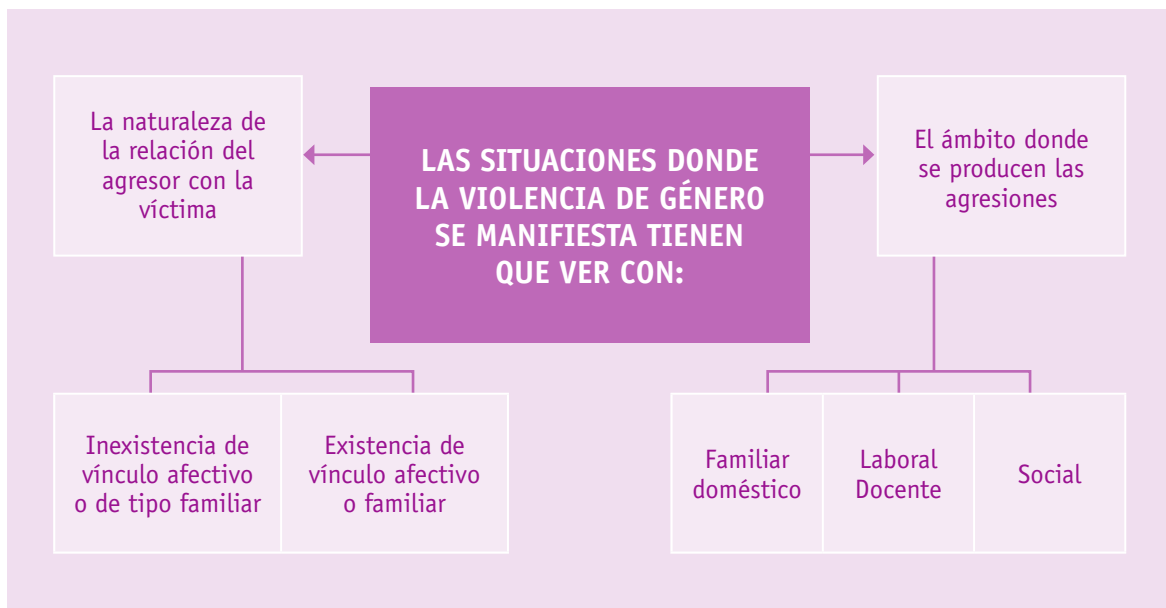 La naturaleza de
la relación del
agresor con la
víctima
LAS SITUACIONES DONDE
LA VIOLENCIA DE GÉNERO
SE MANIFIESTA TIENEN
QUE VER CON:
El ámbito donde
se producen las
agresiones
Inexistencia de
vínculo afectivo
o de tipo familiar
Existencia de
vínculo afectivo
o familiar
Familiar
doméstico
Laboral
Docente
Social